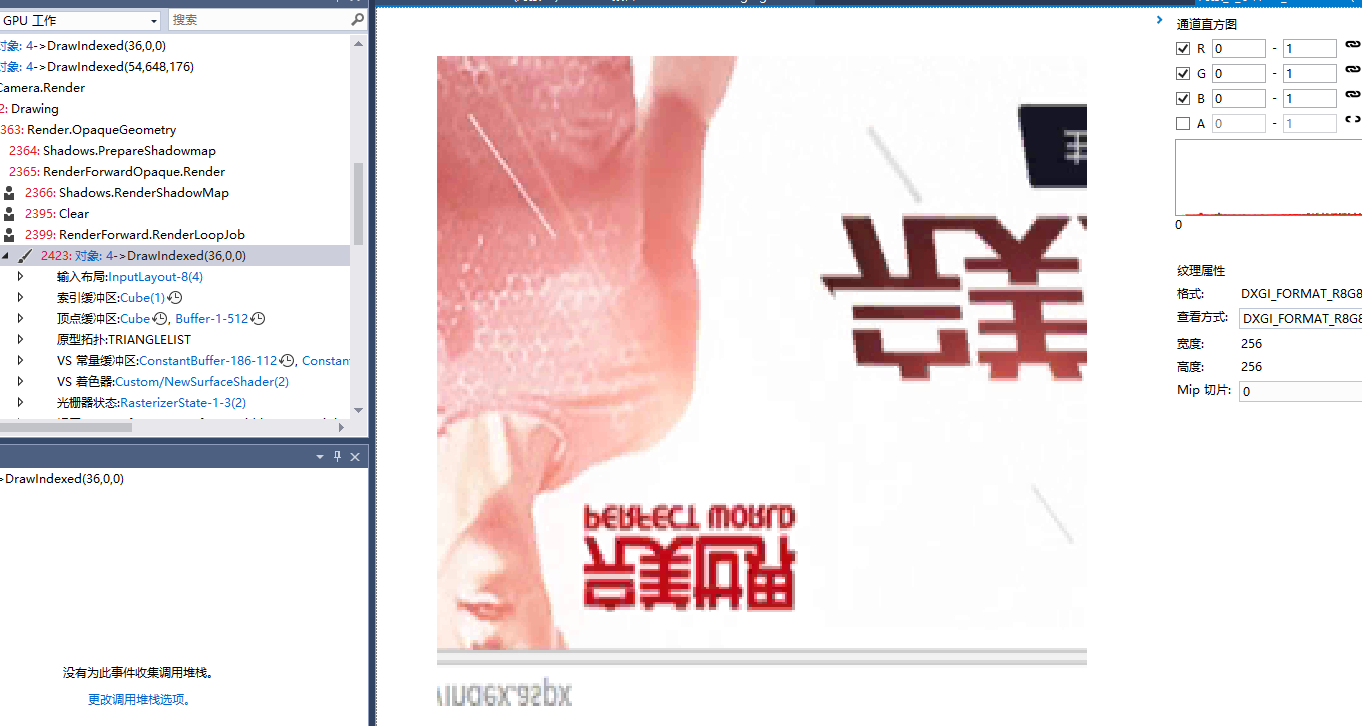 GPU 工作
搜索
对象: 4->DrawIndexed(36,0,0)
对象: 4->DrawIndexed(54,648,176)
Camera.Render
2: Drawing
363: Render.OpaqueGeometry
2364: Shadows.PrepareShadowmap
2365: RenderForwardOpaque.Render
2366: Shadows.RenderShadowMap
2395: Clear
2399: RenderForward.RenderLoopJob
2423: 对象: 4->DrawIndexed(36,0,0)
输入布局:InputLayout-8(4)
索引缓冲区:Cube(1)
顶点缓冲区:Cube, Buffer-1-512
原型拓扑:TRIANGLELIST
VS 常量缓冲区:ConstantBuffer-186-112, Constan
VS 着色器:Custom/NewSurfaceShader(2)
光栅器状态:RasterizerState-1-3(2)
->DrawIndexed(36,0,0)
没有为此事件收集调用堆栈。
更改调用堆栈选项。
完美
PERFECT WORLD
完美世界
/index.aspx
通道直方图
R 0 - 1
G 0 - 1
B 0 - 1
A 0 - 1
0
纹理属性
格式: DXGI_FORMAT_R8G8
查看方式: DXGI_FORMAT_R8G8
宽度: 256
高度: 256
Mip 切片: 0